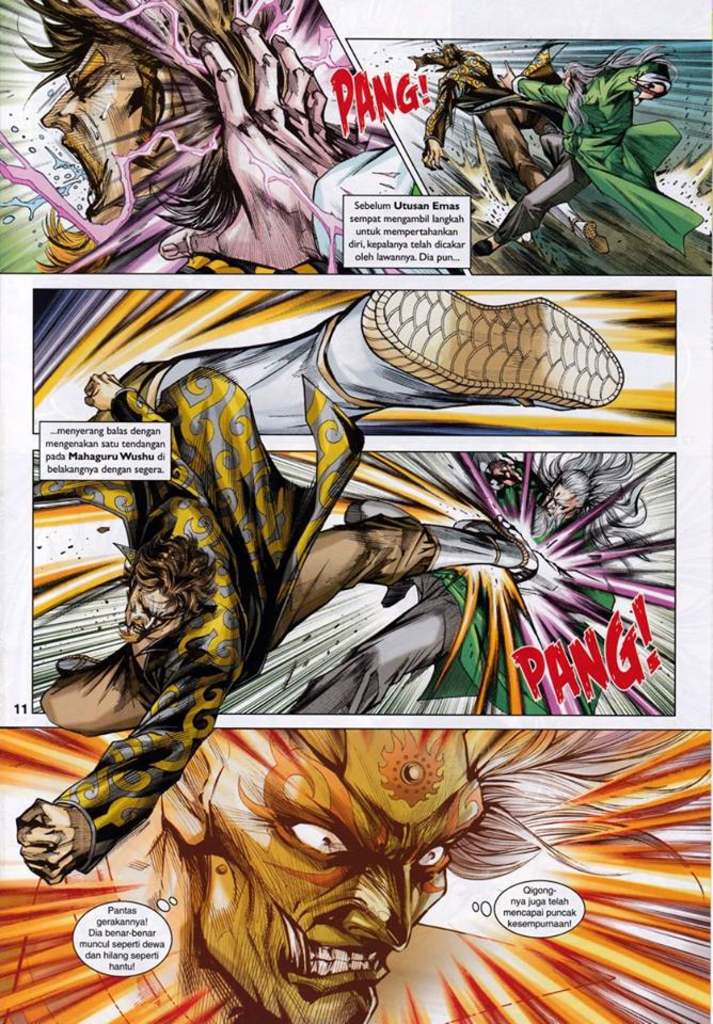 PANG!
Sebelum Utusan Emas
sempat mengambil langkah
untuk mempertahankan
diri, kepalanya telah dicakar
oleh lawannya. Dia pun...
...menyerang balas dengan
mengenakan satu tendangan
pada Mahaguru Wushu di
belakangnya dengan segera.
PANG!
11
Pantas
gerakannya!
Dia benar-benar
muncul seperti dewa
dan seperti
hantu!
Qigong-
nya juga telah
mencapai puncak
kesempurnaan!